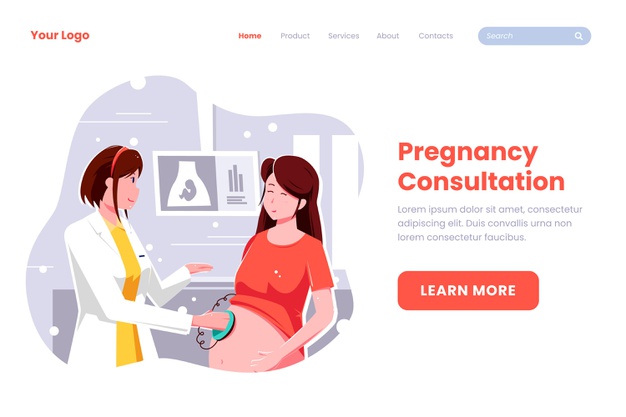 Your Logo
Home Product Services About Contacts Search
Pregnancy
Consultation
Lorem ipsum dolor sit amet, consectetur
adipiscing elit. Duis convallis urna non
lorem consectetur faucibus.
LEARN MORE